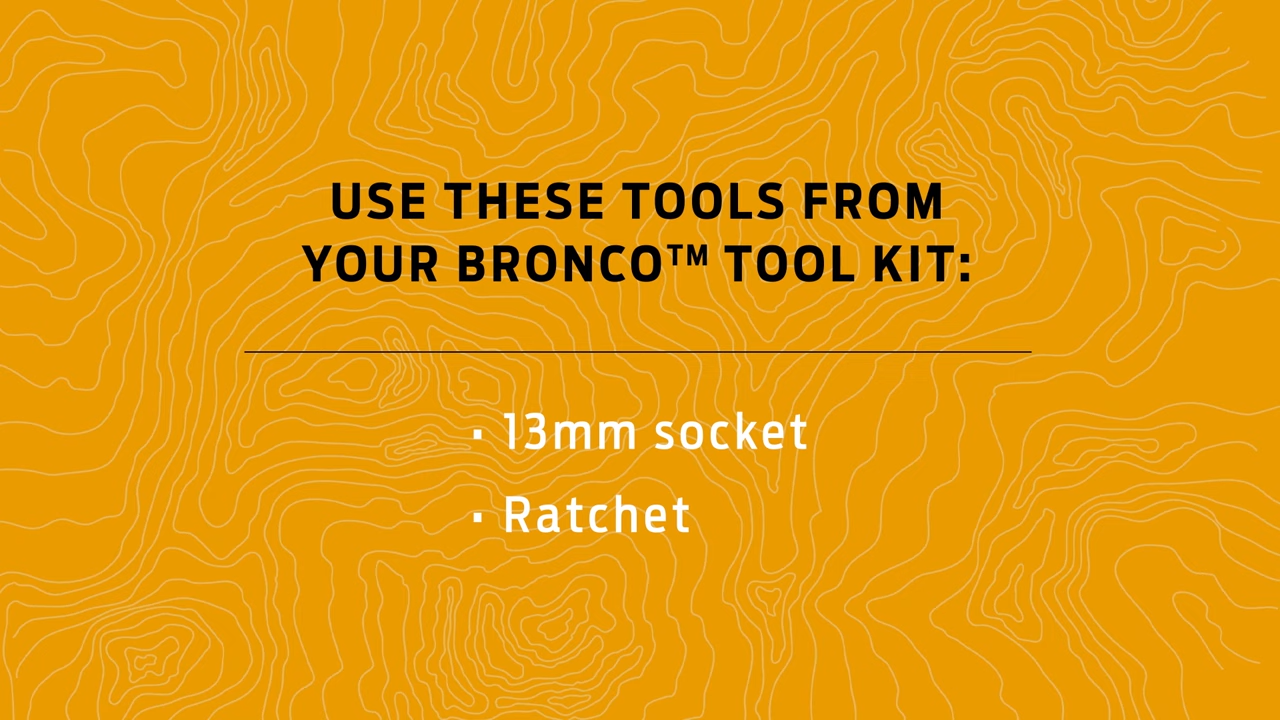 USE THESE TOOLS FROM
YOUR BRONCO™ TOOL KIT:
· 13mm socket
· Ratchet